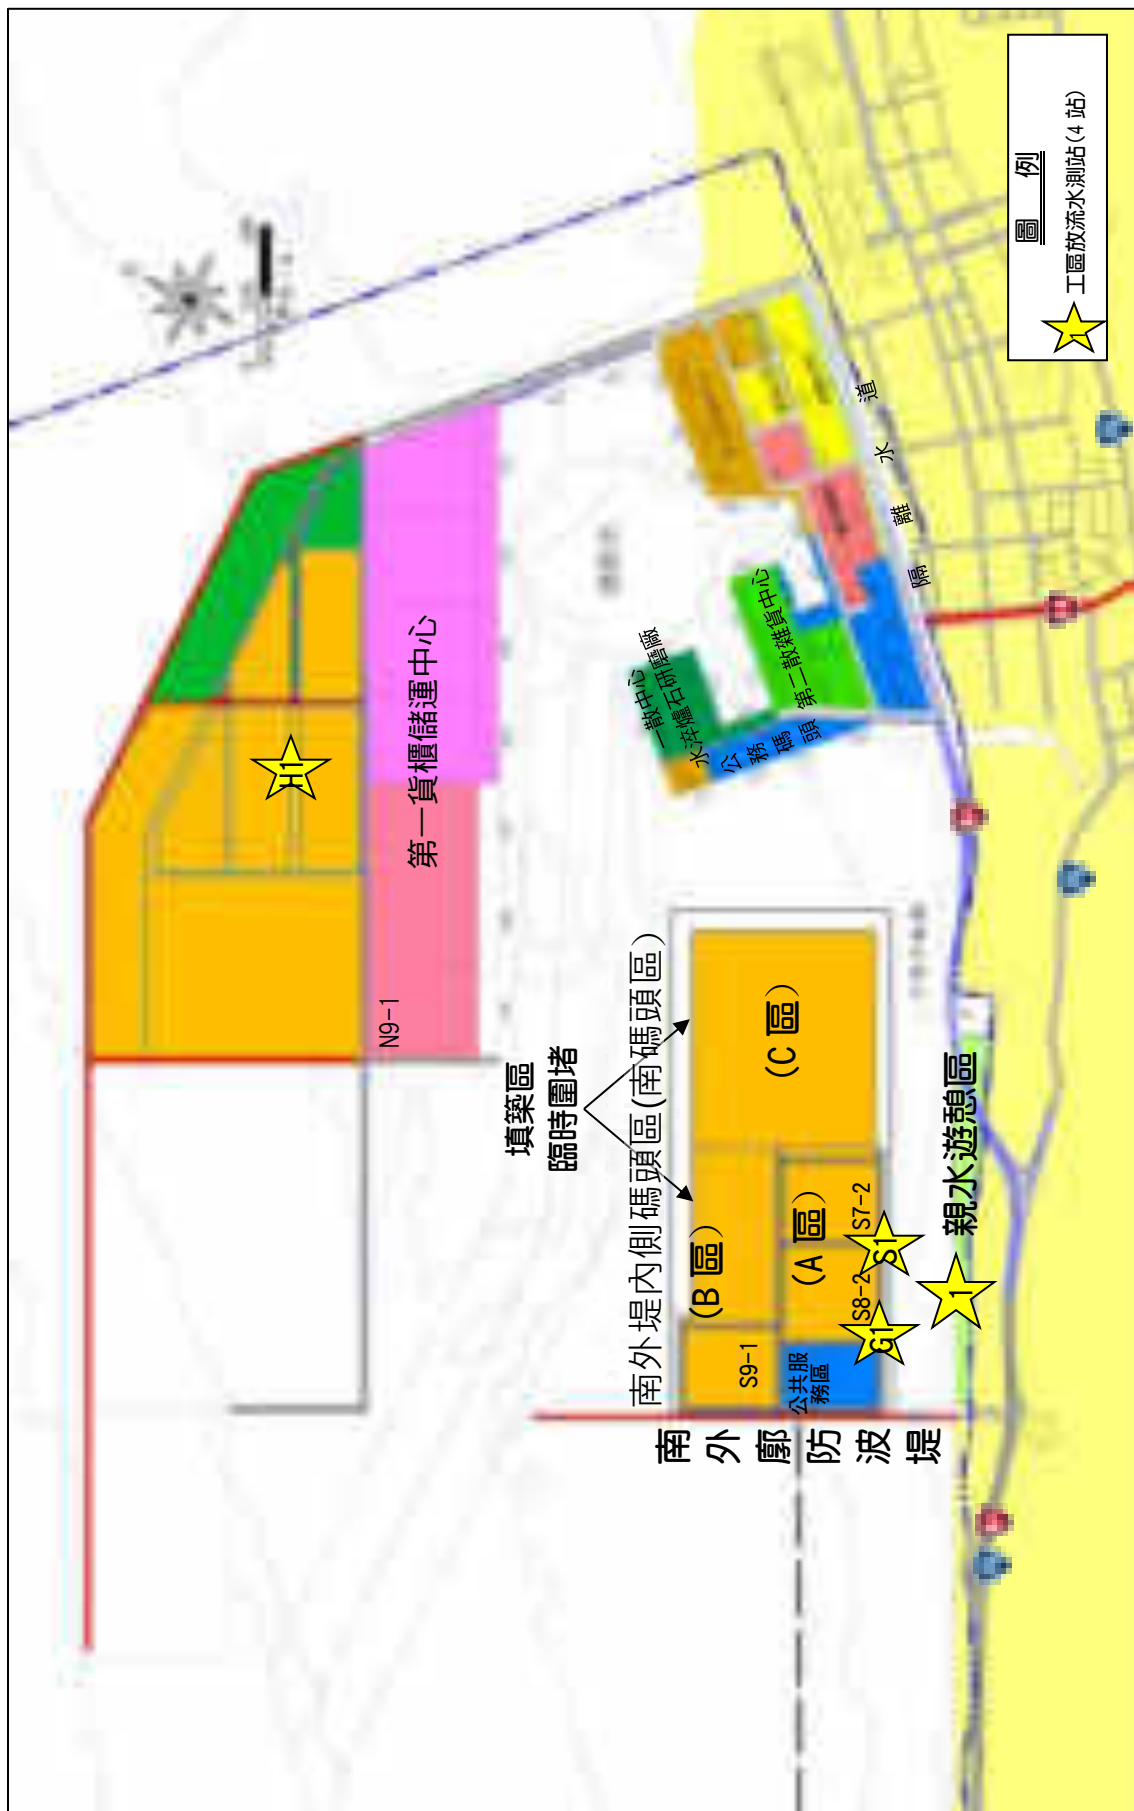 圖 例
1 工區放流水測站(4 站)
H1
第一貨櫃儲運中心
N9-1
隔 離 水 道
一散中心
水淬爐石研磨廠
第二散雜貨中心
公 務 碼 頭
填築區
臨時圍堵
南外堤內側碼頭區(南碼頭區)
(C 區)
(B 區)
(A 區)
S7-2
S8-2
S9-1
公共服
務區
S1
G1
1
親水遊憩區
南 外 廓 防 波 堤